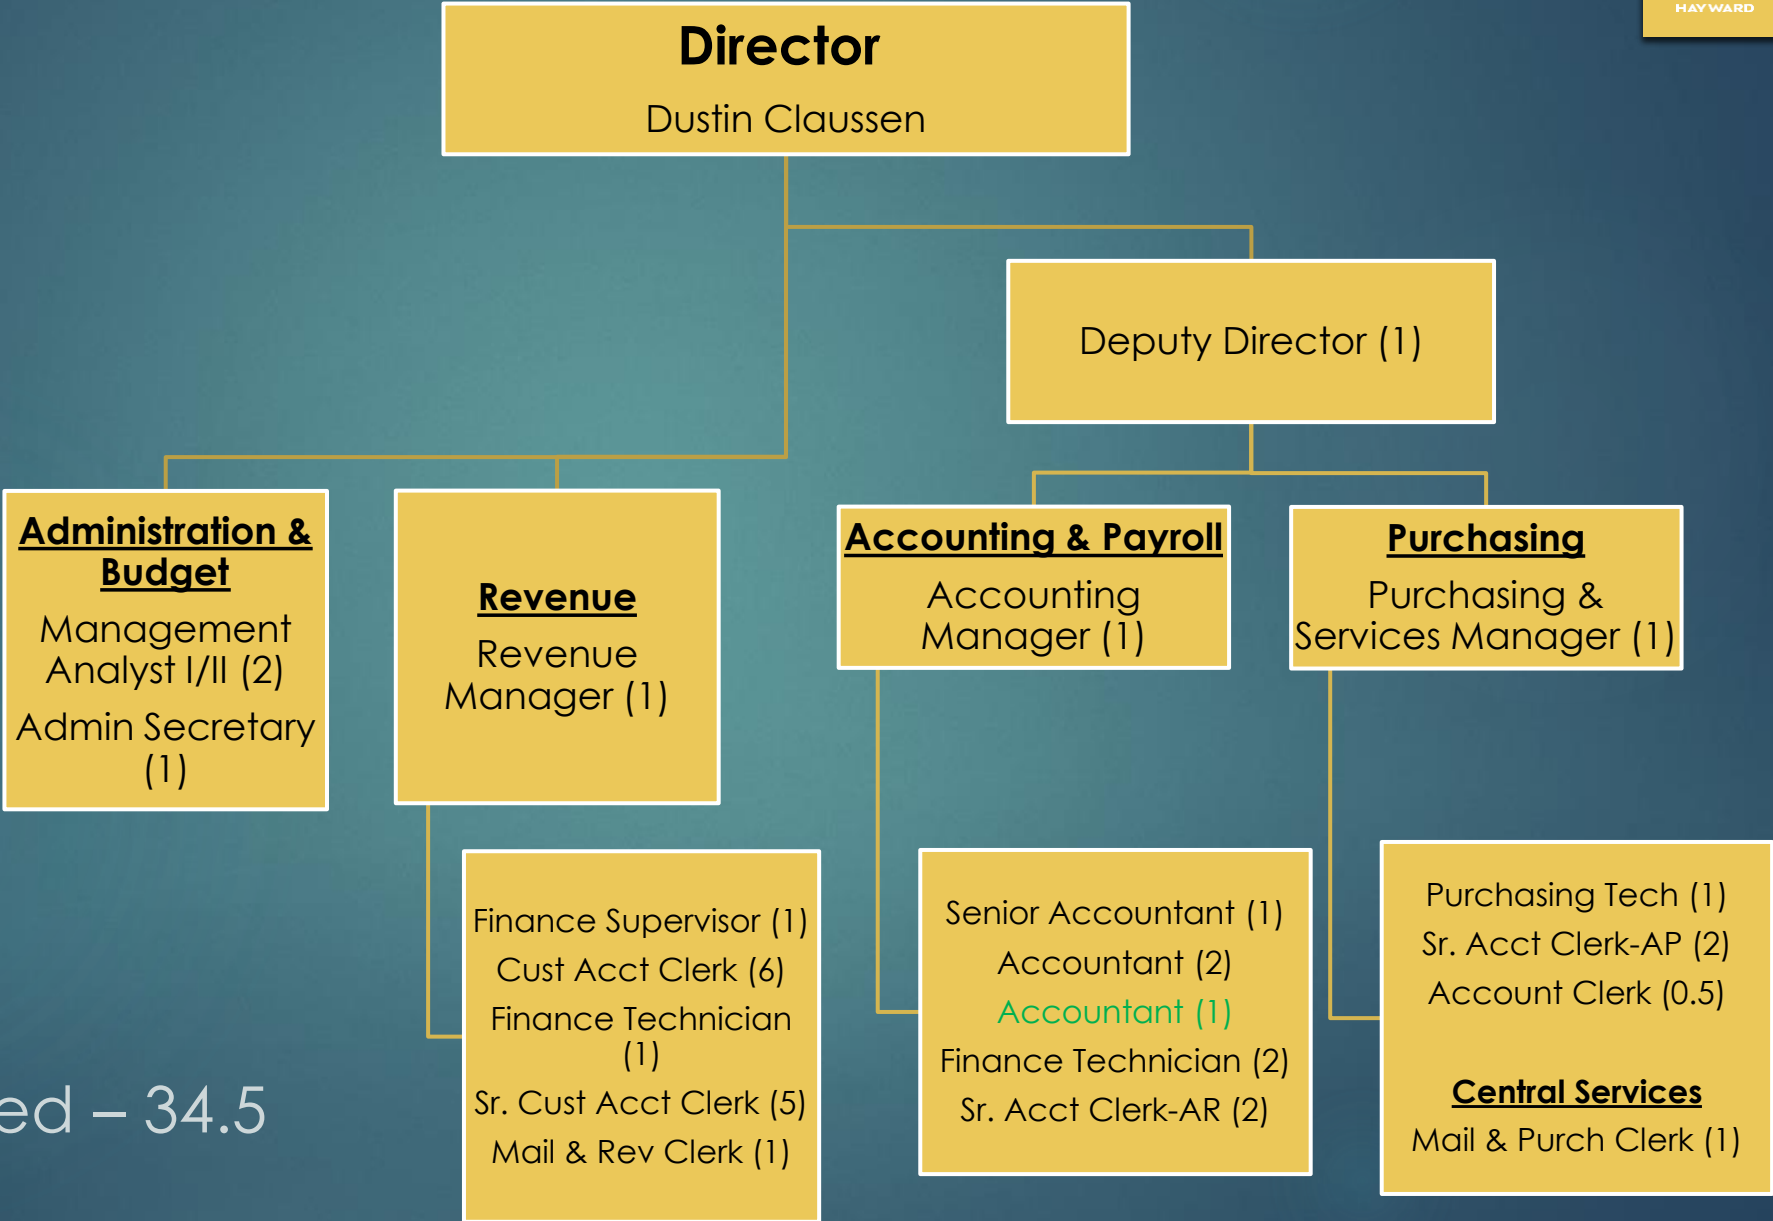 HAYWARD
Director
Dustin Claussen
Deputy Director (1)
Administration &
Budget
Management
Analyst I/II (2)
Admin Secretary
(1)
Revenue
Revenue
Manager (1)
Accounting & Payroll
Accounting
Manager (1)
Purchasing
Purchasing &
Services Manager (1)
Finance Supervisor (1)
Cust Acct Clerk (6)
Finance Technician
(1)
Sr. Cust Acct Clerk (5)
Mail & Rev Clerk (1)
Senior Accountant (1)
Accountant (2)
Accountant (1)
Finance Technician (2)
Sr. Acct Clerk-AR (2)
Purchasing Tech (1)
Sr. Acct Clerk-AP (2)
Account Clerk (0.5)
Central Services
Mail & Purch Clerk (1)
ed – 34.5